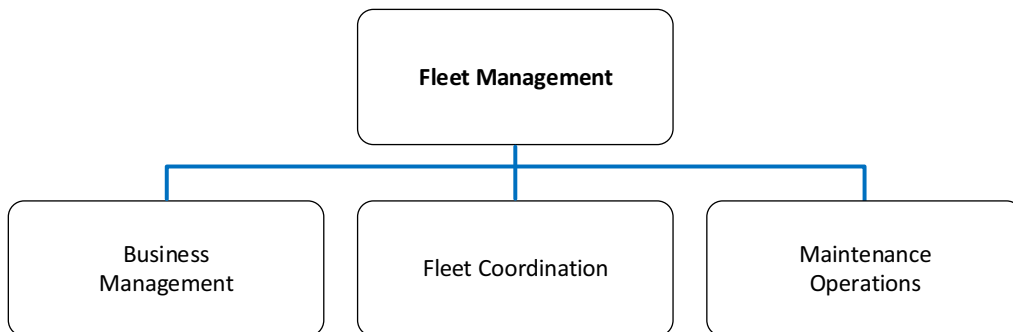 Fleet Management
Business
Management
Fleet Coordination
Maintenance
Operations